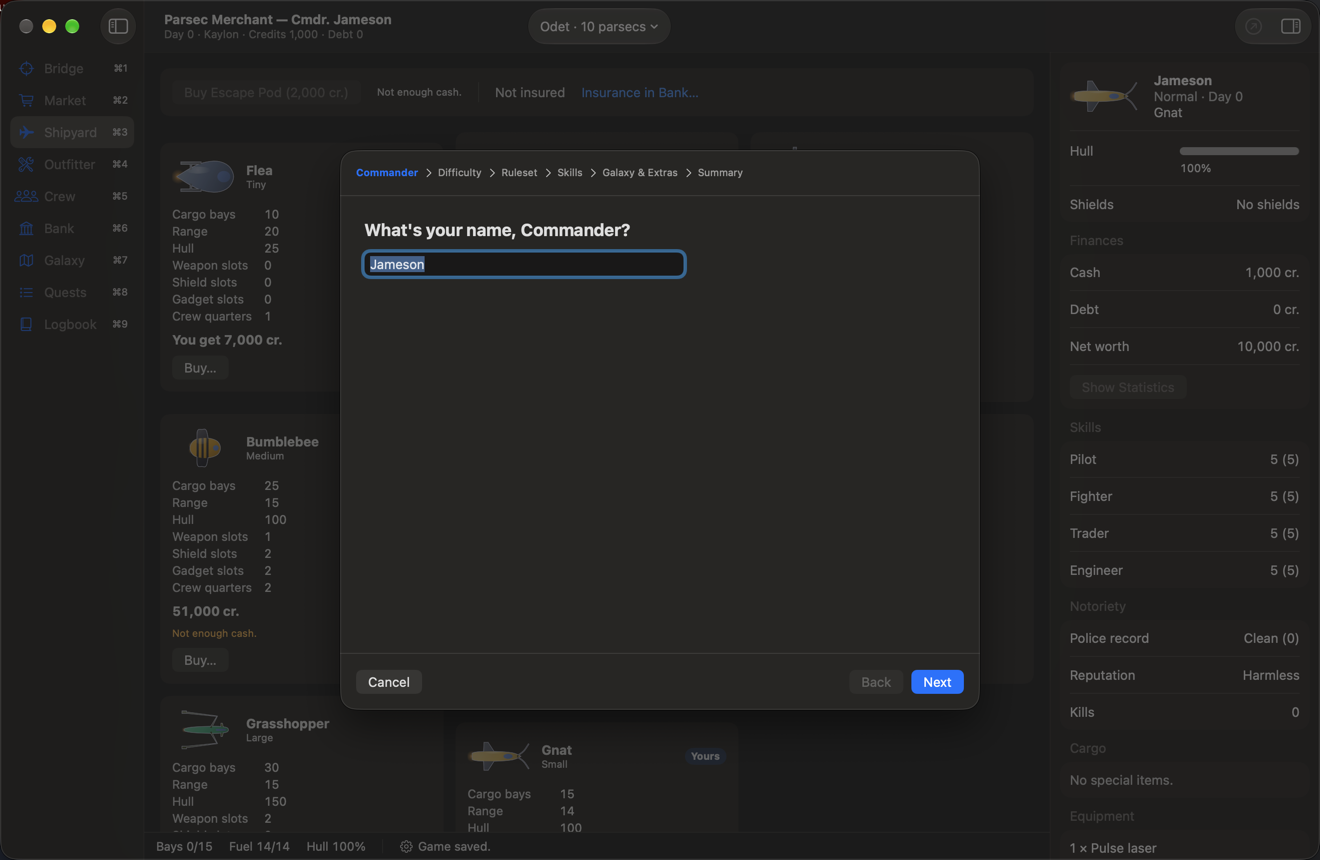 Parsec Merchant — Cmdr. Jameson
Day 0 · Kaylon · Credits 1,000 · Debt 0
Odet · 10 parsecs
Bridge ⌘1
Market ⌘2
Shipyard ⌘3
Outfitter ⌘4
Crew ⌘5
Bank ⌘6
Galaxy ⌘7
Quests ⌘8
Logbook ⌘9
Buy Escape Pod (2,000 cr.) Not enough cash. Not insured Insurance in Bank...
Flea
Tiny
Cargo bays 10
Range 20
Hull 25
Weapon slots 0
Shield slots 0
Gadget slots 0
Crew quarters 1
You get 7,000 cr.
Buy...
Bumblebee
Medium
Cargo bays 25
Range 15
Hull 100
Weapon slots 1
Shield slots 2
Gadget slots 2
Crew quarters 2
51,000 cr.
Not enough cash.
Buy...
Grasshopper
Large
Cargo bays 30
Range 15
Hull 150
Weapon slots 2
Gnat
Small
Yours
Cargo bays 15
Range 14
Hull 100
Commander > Difficulty > Ruleset > Skills > Galaxy & Extras > Summary
What's your name, Commander?
Jameson
Cancel
Back
Next
Jameson
Normal · Day 0
Gnat
Hull
100%
Shields No shields
Finances
Cash 1,000 cr.
Debt 0 cr.
Net worth 10,000 cr.
Show Statistics
Skills
Pilot 5 (5)
Fighter 5 (5)
Trader 5 (5)
Engineer 5 (5)
Notoriety
Police record Clean (0)
Reputation Harmless
Kills 0
Cargo
No special items.
Equipment
1 × Pulse laser
Bays 0/15 Fuel 14/14 Hull 100% Game saved.